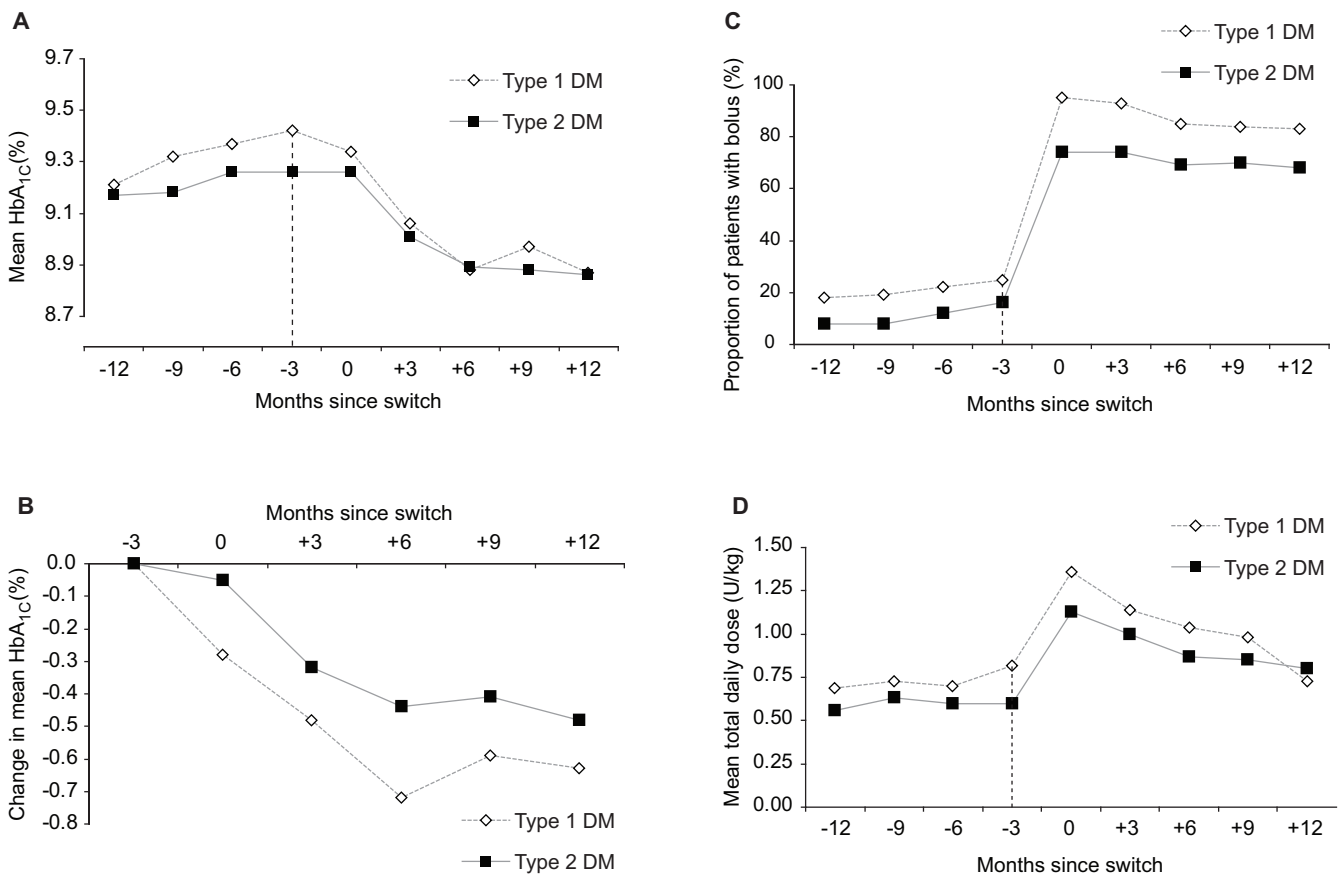 A
Type 1 DM
Type 2 DM
Mean HbA1C(%)
9.7
9.5
9.3
9.1
8.9
8.7
-12 -9 -6 -3 0 +3 +6 +9 +12
Months since switch
C
Type 1 DM
Type 2 DM
Proportion of patients with bolus (%)
100
80
60
40
20
0
-12 -9 -6 -3 0 +3 +6 +9 +12
Months since switch
B
Months since switch
-3 0 +3 +6 +9 +12
Change in mean HbA1C(%)
0.0
-0.1
-0.2
-0.3
-0.4
-0.5
-0.6
-0.7
-0.8
Type 1 DM
Type 2 DM
D
Type 1 DM
Type 2 DM
Mean total daily dose (U/kg)
1.50
1.25
1.00
0.75
0.50
0.25
0.00
-12 -9 -6 -3 0 +3 +6 +9 +12
Months since switch